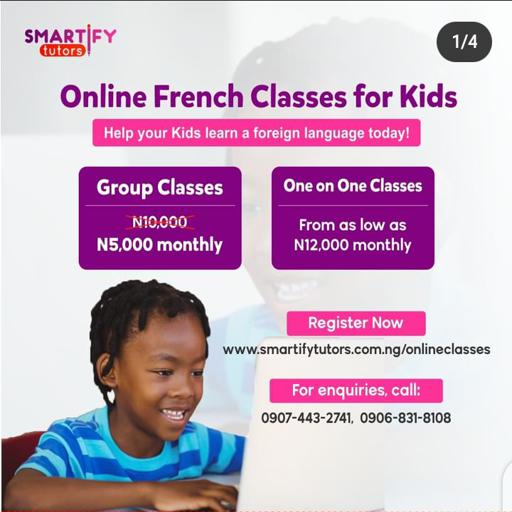 SMARTIFY
tutors
1/4
Online French Classes for Kids
Help your Kids learn a foreign language today!
Group Classes
N10,000
N5,000 monthly
One on One Classes
From as low as
N12,000 monthly
Register Now
www.smartifytutors.com.ng/onlineclasses
For enquiries, call:
0907-443-2741, 0906-831-8108